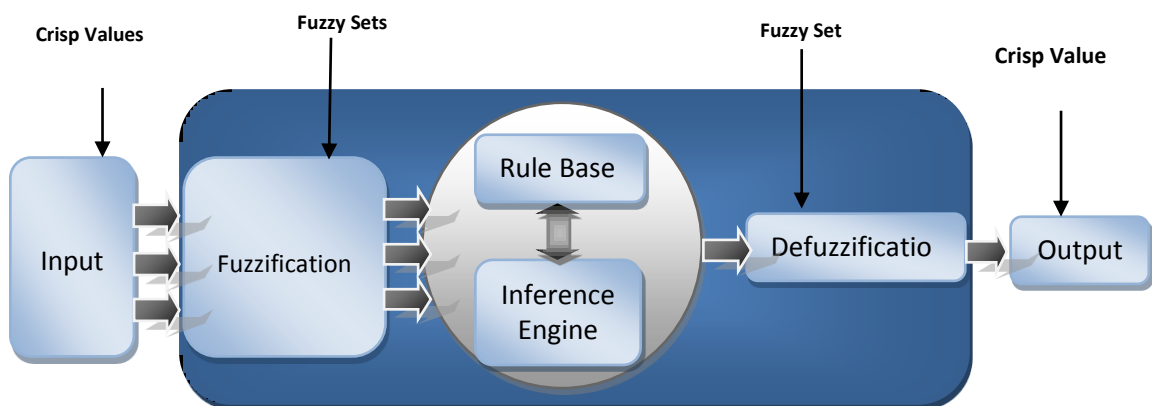 Fuzzy Sets
Fuzzy Set
Crisp Values
Crisp Value
Rule Base
Input
Fuzzification
Defuzzificatio
Output
Inference
Engine